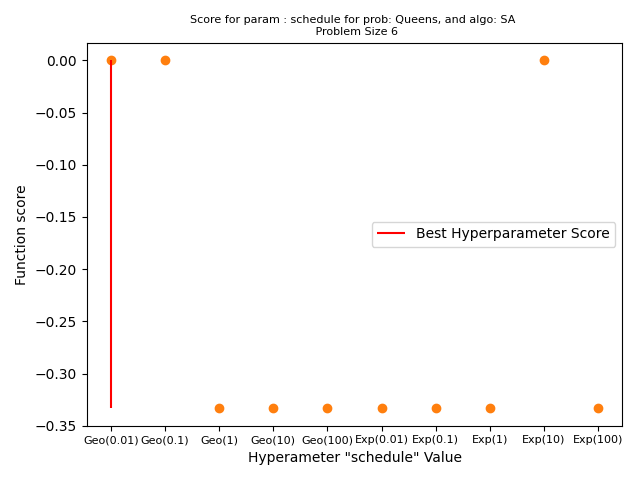 Score for param : schedule for prob: Queens, and algo: SA
Problem Size 6
Function score
0.00
−0.05
−0.10
−0.15
−0.20
−0.25
−0.30
−0.35
Best Hyperparameter Score
Geo(0.01) Geo(0.1) Geo(1) Geo(10) Geo(100) Exp(0.01) Exp(0.1) Exp(1) Exp(10) Exp(100)
Hyperameter "schedule" Value